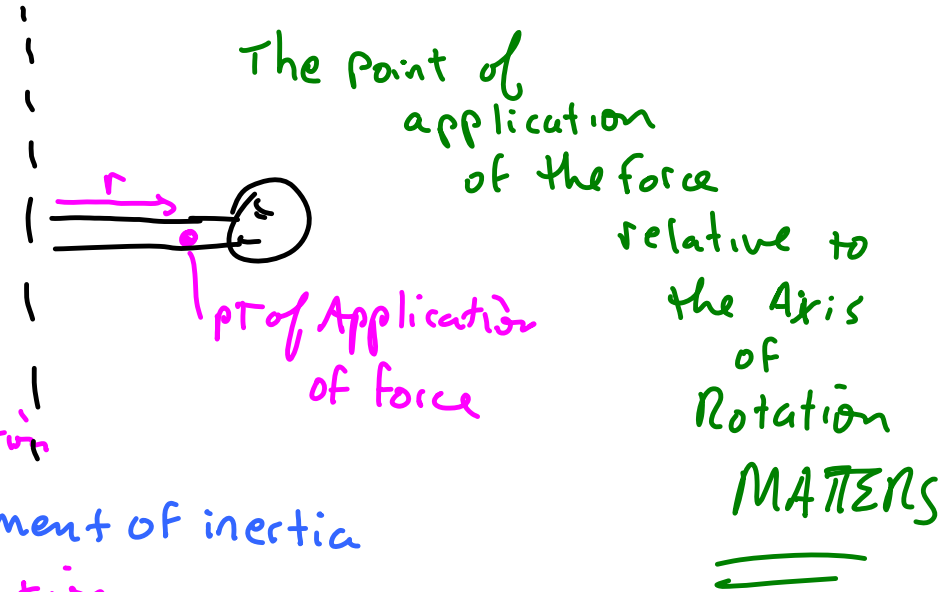 The point of
application
of the force
relative to
the Axis
of
Rotation
MATTERS
r
pT of Application
of force
of inertia